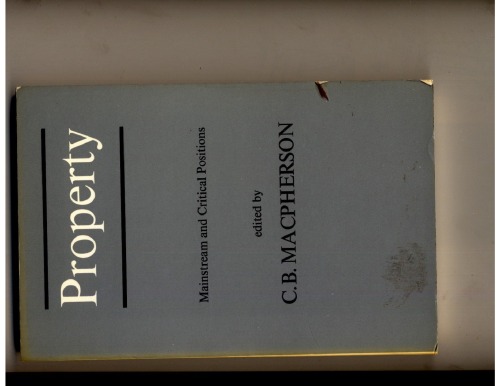 Property
Mainstream and Critical Positions
edited by
C.B. MACPHERSON